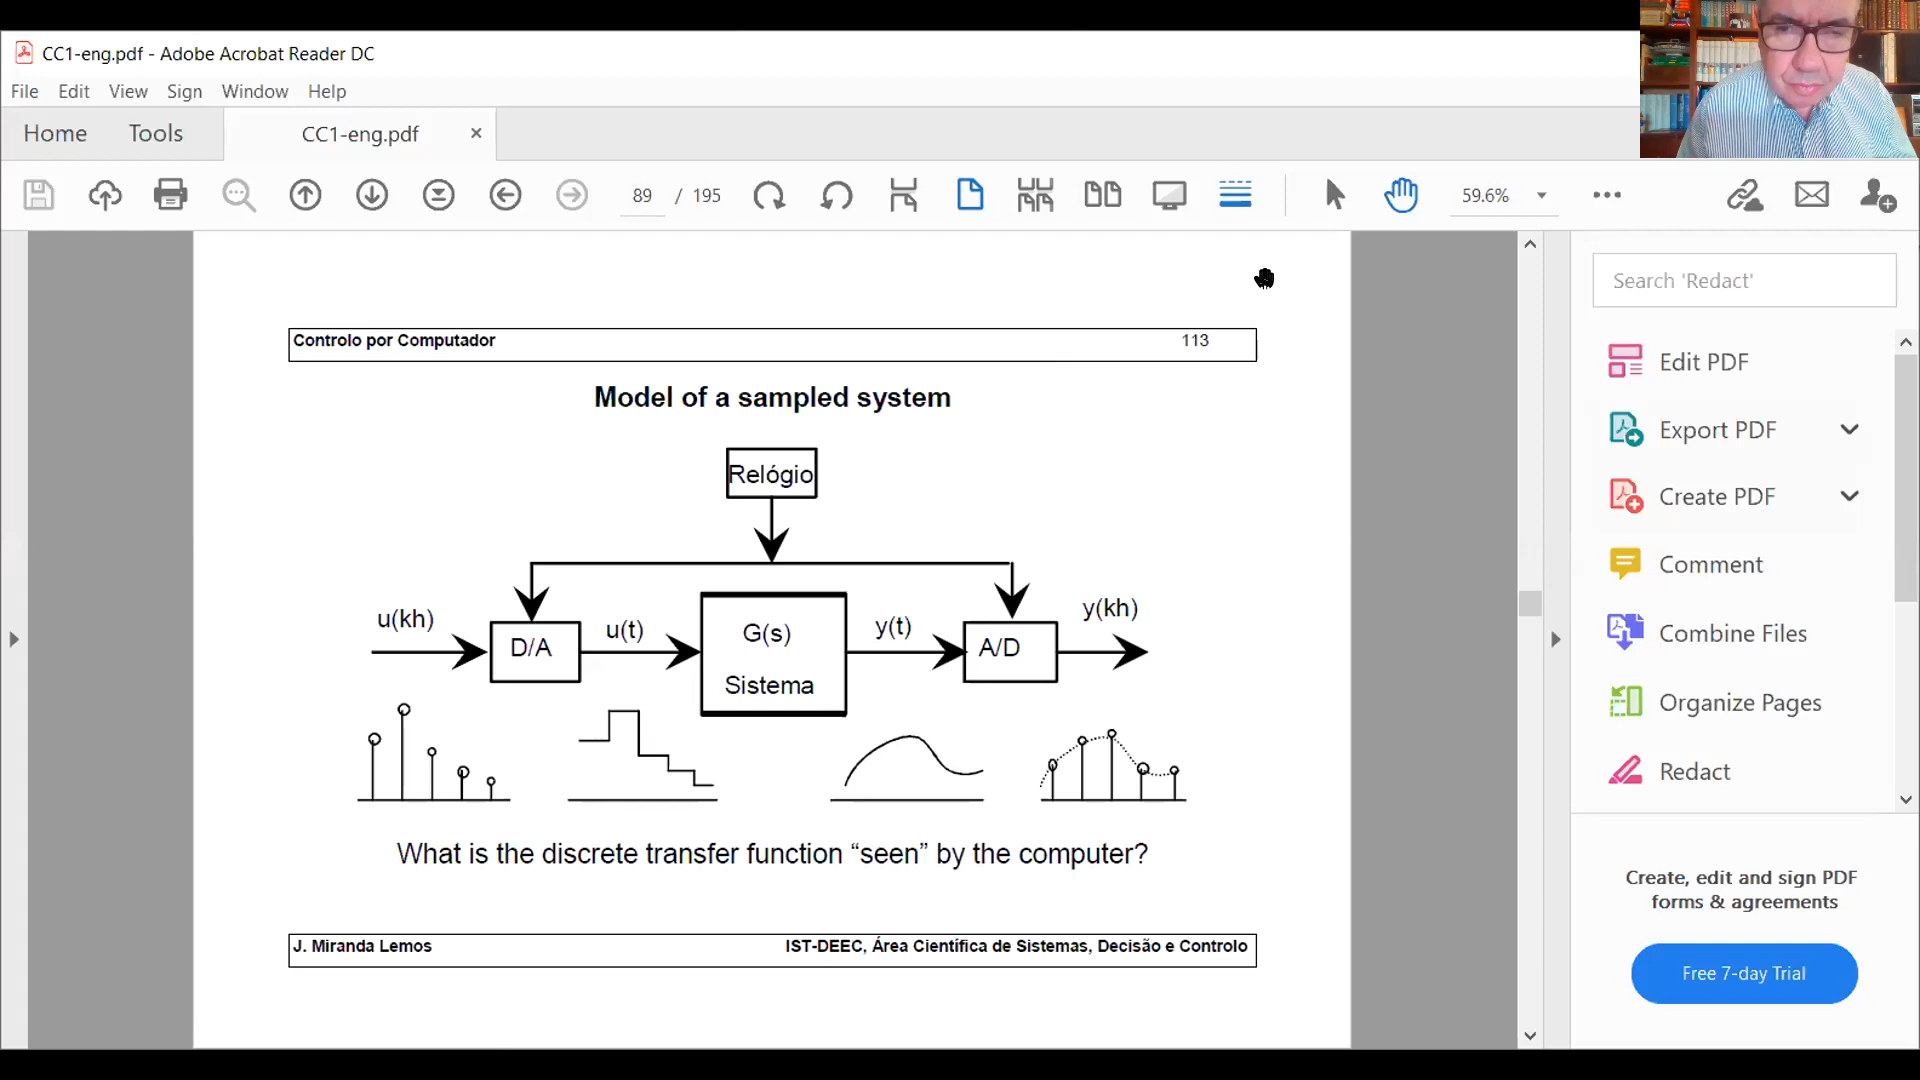 CC1-eng.pdf - Adobe Acrobat Reader DC
File Edit View Sign Window Help
Home Tools CC1-eng.pdf ×
89 / 195 59.6%
Search 'Redact'
Edit PDF
Export PDF
Create PDF
Comment
Combine Files
Organize Pages
Redact
Create, edit and sign PDF
forms & agreements
Free 7-day Trial
Controlo por Computador 113
Model of a sampled system
Relógio
u(kh) D/A u(t) G(s) y(t) A/D y(kh)
Sistema
What is the discrete transfer function “seen” by the computer?
J. Miranda Lemos IST-DEEC, Área Científica de Sistemas, Decisão e Controlo